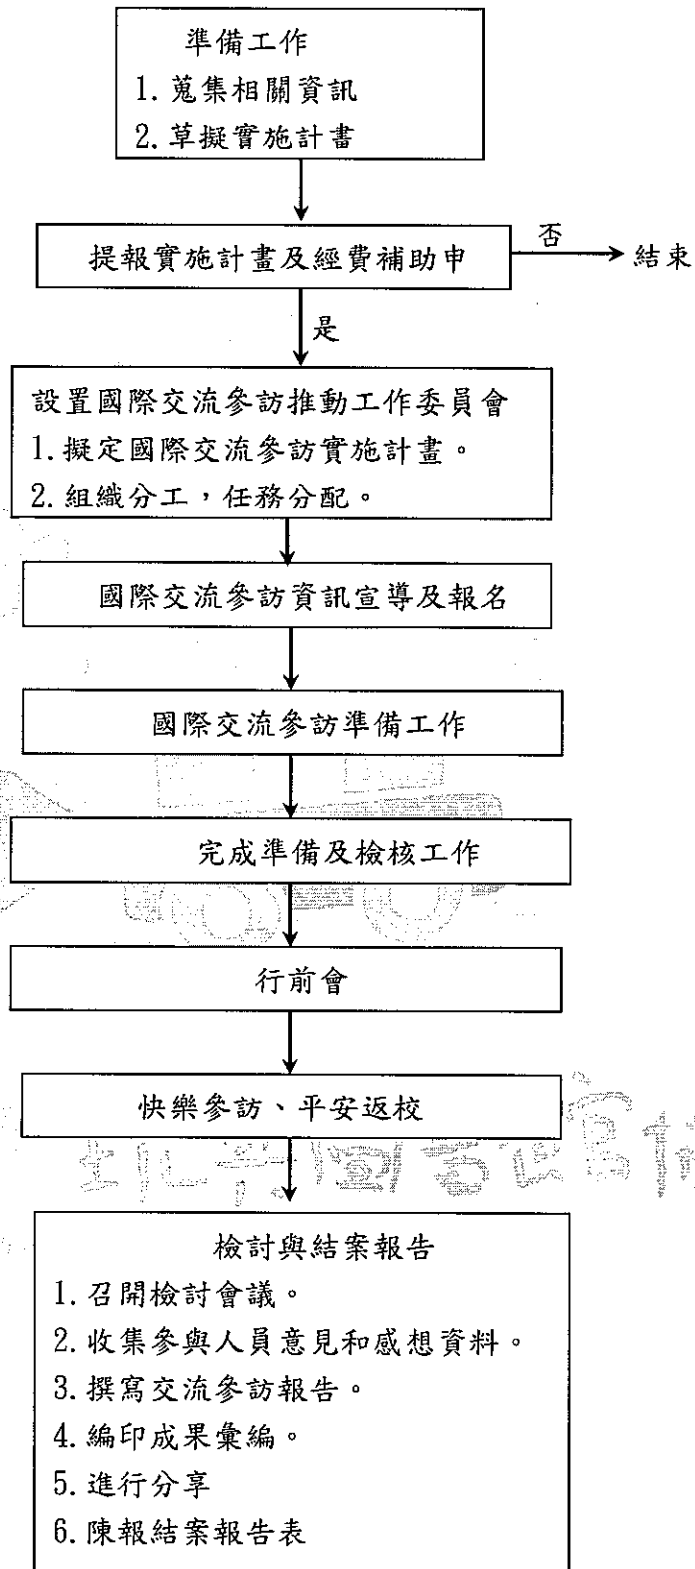 準備工作
1. 蒐集相關資訊
2. 草擬實施計書
提報實施計畫及經費補助申
否
結束
是
設置國際交流參訪推動工作委員會
1. 擬定國際交流參訪實施計畫。
2. 組織分工，任務分配。
國際交流參訪資訊宣導及報名
國際交流參訪準備工作
完成準備及檢核工作
行前會
快樂參訪、平安返校
檢討與結案報告
1. 召開檢討會議。
2. 收集參與人員意見和感想資料。
3. 撰寫交流參訪報告。
4. 編印成果彙編。
5. 進行分享
6. 陳報結案報告表